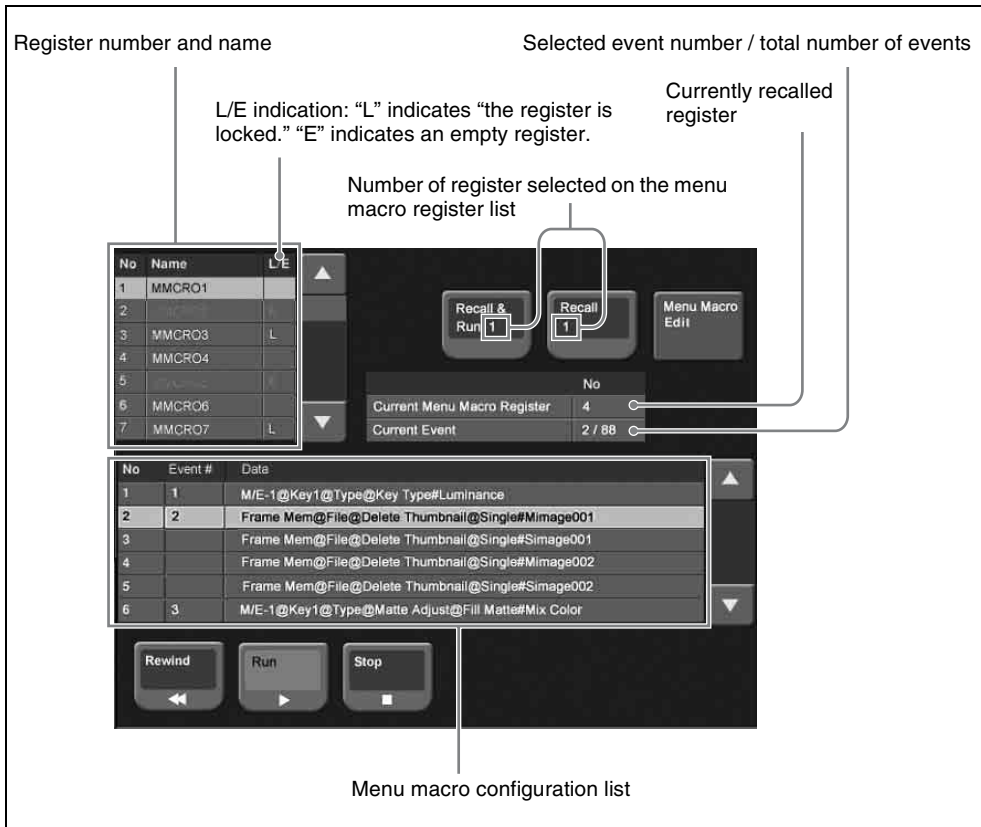 Register number and name
Selected event number / total number of events
L/E indication: “L” indicates “the register is
locked.” “E” indicates an empty register.
Currently recalled
register
Number of register selected on the menu
macro register list
No Name L/E
1 MMCRO1
2
3 MMCRO3 L
4 MMCRO4
5
6 MMCRO6
7 MMCRO7 L
Recall &
Run 1
Recall
1
Menu Macro
Edit
No
Current Menu Macro Register 4
Current Event 2 / 88
No Event # Data
1 1 M/E-1@Key1@Type@Key Type#Luminance
2 2 Frame Mem@File@Delete Thumbnail@Single#Mimage001
3 Frame Mem@File@Delete Thumbnail@Single#Simage001
4 Frame Mem@File@Delete Thumbnail@Single#Mimage002
5 Frame Mem@File@Delete Thumbnail@Single#Simage002
6 3 M/E-1@Key1@Type@Matte Adjust@Fill Matte#Mix Color
Rewind
Run
Stop
Menu macro configuration list